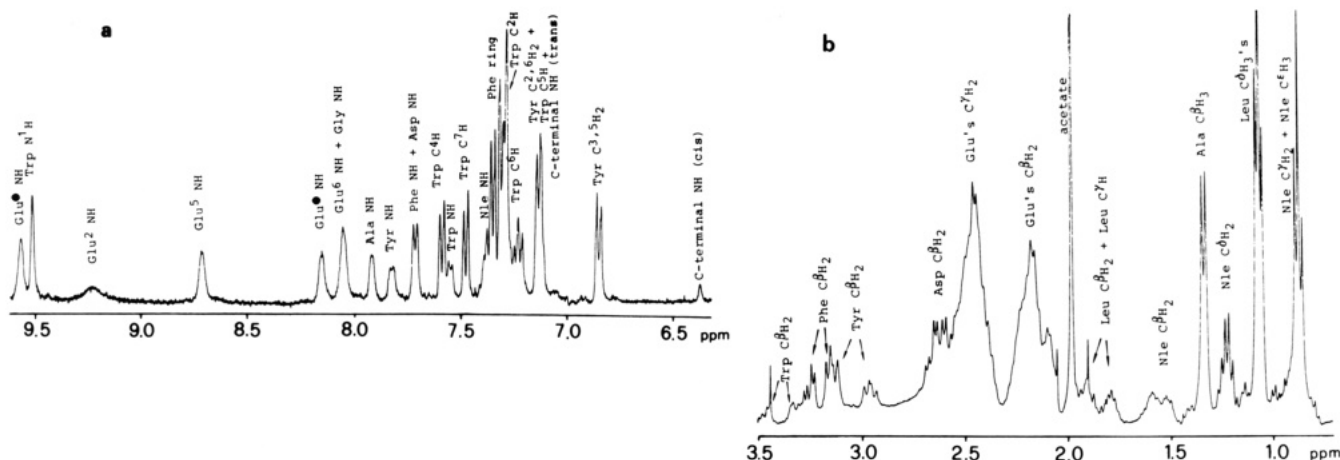 a
Glu● NH
Trp N¹H
Glu² NH
Glu⁵ NH
Glu● NH
Glu⁶ NH + Gly NH
Ala NH
Tyr NH
Phe NH + Asp NH
Trp C⁴H
Trp NH
Trp C⁷H
Nle NH
Phe ring
Trp C⁶H
Trp C²H
Tyr C²,⁶H₂ +
Trp C⁵H +
C-terminal NH (trans)
Tyr C³,⁵H₂
C-terminal NH (cis)
9.5 9.0 8.5 8.0 7.5 7.0 6.5 ppm
b
Trp CᵝH₂
Phe CᵝH₂
Tyr CᵝH₂
Asp CᵝH₂
Glu's CᵞH₂
Glu's CᵝH₂
acetate
Leu CᵝH₂ + Leu CᵞH
Nle CᵝH₂
Ala CᵝH₃
Nle CᵟH₂
Leu CᵟH₃'s
Nle CᵞH₂ + Nle CᵋH₃
3.5 3.0 2.5 2.0 1.5 1.0 ppm